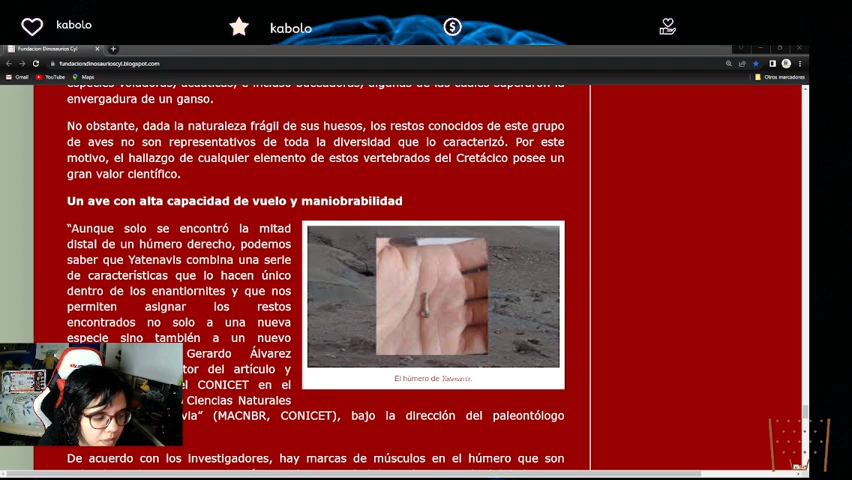 kabolo
kabolo
Fundacion Dinosaurios Cyl
fundaciondinosaurioscyl.blogspot.com
Gmail
YouTube
Maps
Otros marcadores
envergadura de un ganso.
No obstante, dada la naturaleza frágil de sus huesos, los restos conocidos de este grupo
de aves no son representativos de toda la diversidad que lo caracterizó. Por este
motivo, el hallazgo de cualquier elemento de estos vertebrados del Cretácico posee un
gran valor científico.
Un ave con alta capacidad de vuelo y maniobrabilidad
"Aunque solo se encontró la mitad
distal de un húmero derecho, podemos
saber que Yatenavis combina una serie
de características que lo hacen único
dentro de los enantiornites y que nos
permiten asignar los restos
encontrados no solo a una nueva
especie sino también a un nuevo
Gerardo Álvarez
tor del artículo y
el CONICET en el
Ciencias Naturales
via" (MACNBR, CONICET), bajo la dirección del paleontólogo
El húmero de Yatenavis.
De acuerdo con los investigadores, hay marcas de músculos en el húmero que son